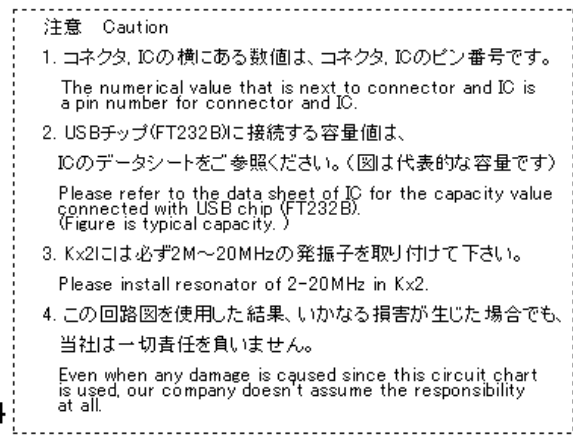 注意 Caution
1. コネクタ, ICの横にある数値は、コネクタ, ICのピン番号です。
The numerical value that is next to connector and IC is
a pin number for connector and IC.
2. USBチップ(FT232B)に接続する容量値は、
ICのデータシートをご参照ください。(図は代表的な容量です)
Please refer to the data sheet of IC for the capacity value
connected with USB chip (FT232B).
(Figure is typical capacity. )
3. Kx2には必ず2M～20MHzの発振子を取り付けて下さい。
Please install resonator of 2-20MHz in Kx2.
4. この回路図を使用した結果、いかなる損害が生じた場合でも、
当社は一切責任を負いません。
Even when any damage is caused since this circuit chart
is used, our company doesn't assume the responsibility
at all.